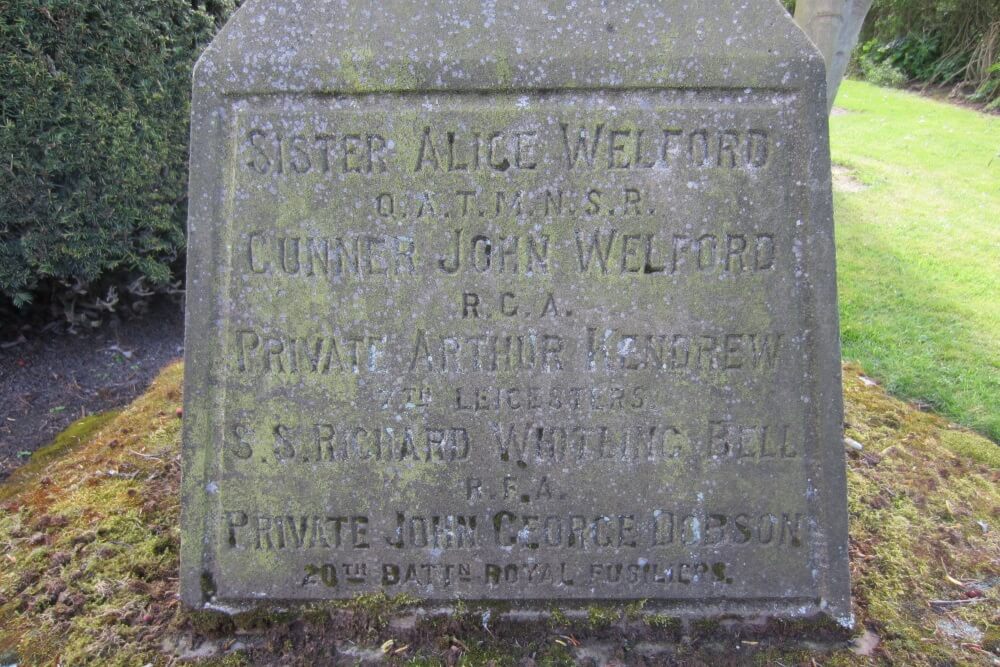 SISTER ALICE WELFORD
Q.A.T.M.N.S.R.
GUNNER JOHN WELFORD
R.G.A.
PRIVATE ARTHUR KENDREW
7TH LEICESTERS
S.S. RICHARD WHITLING BELL
R.F.A.
PRIVATE JOHN GEORGE DOBSON
20TH BATTN ROYAL FUSILIERS.